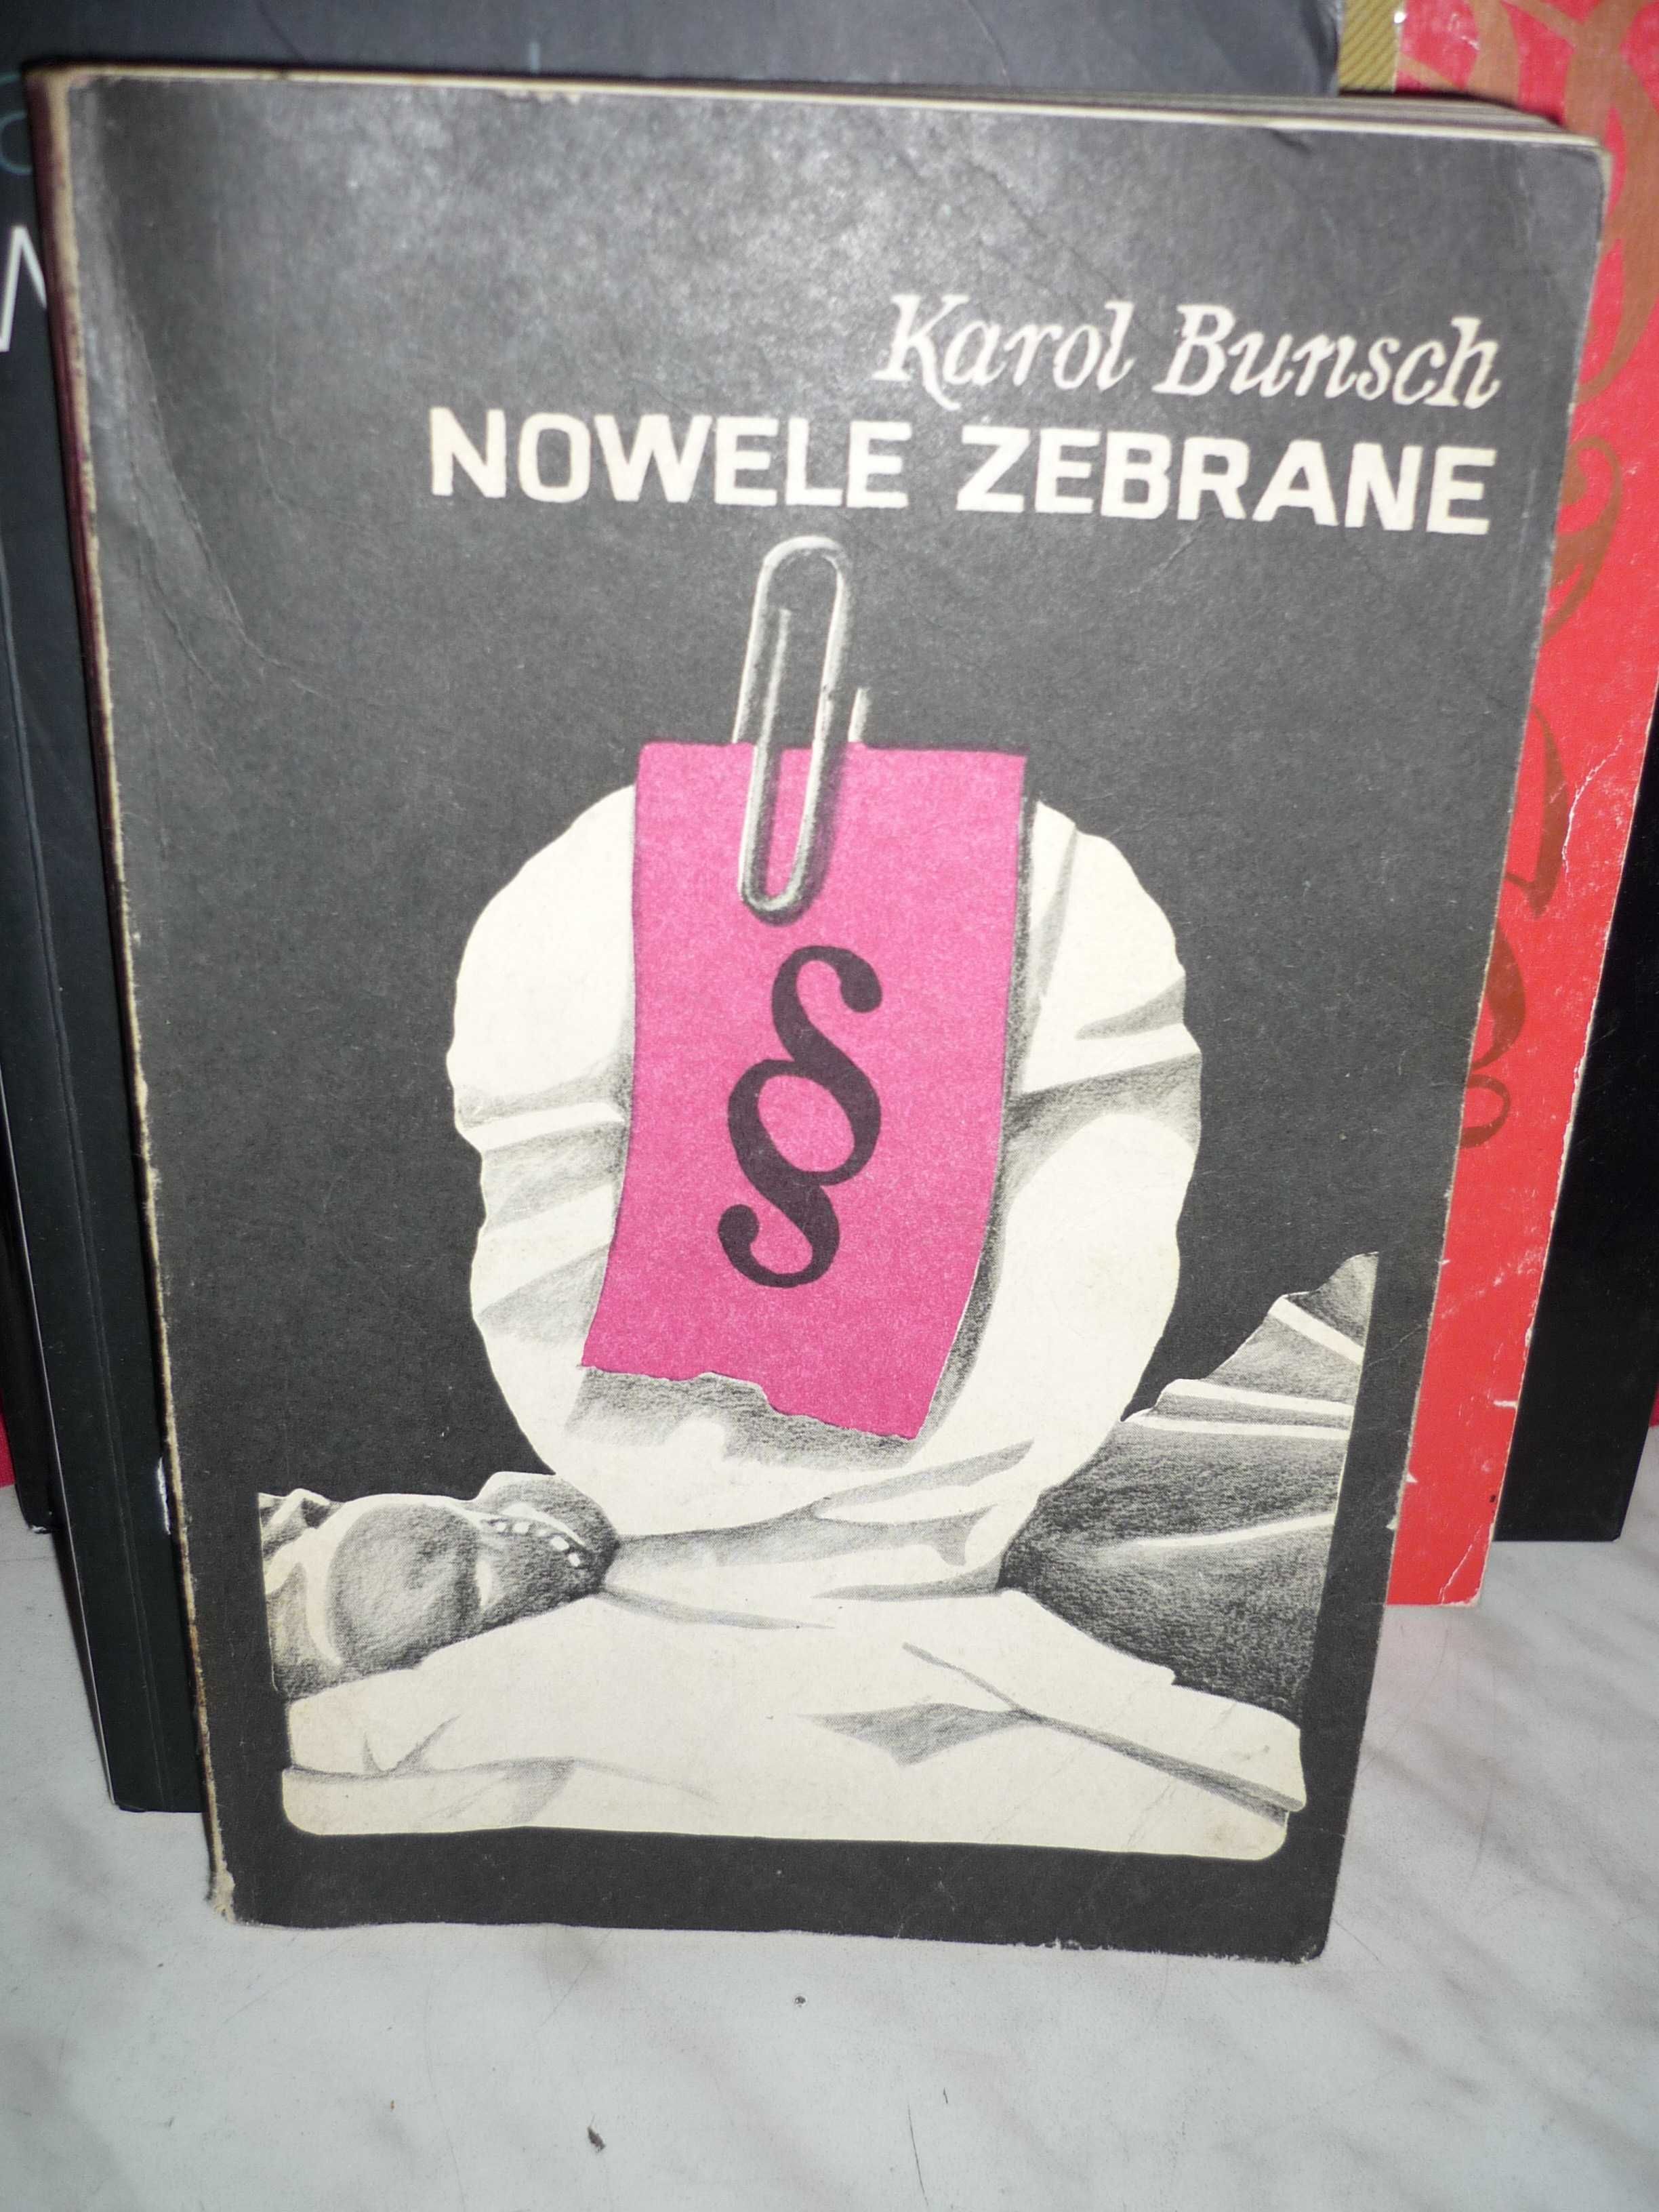 Karol Bunsch
NOWELE ZEBRANE
§